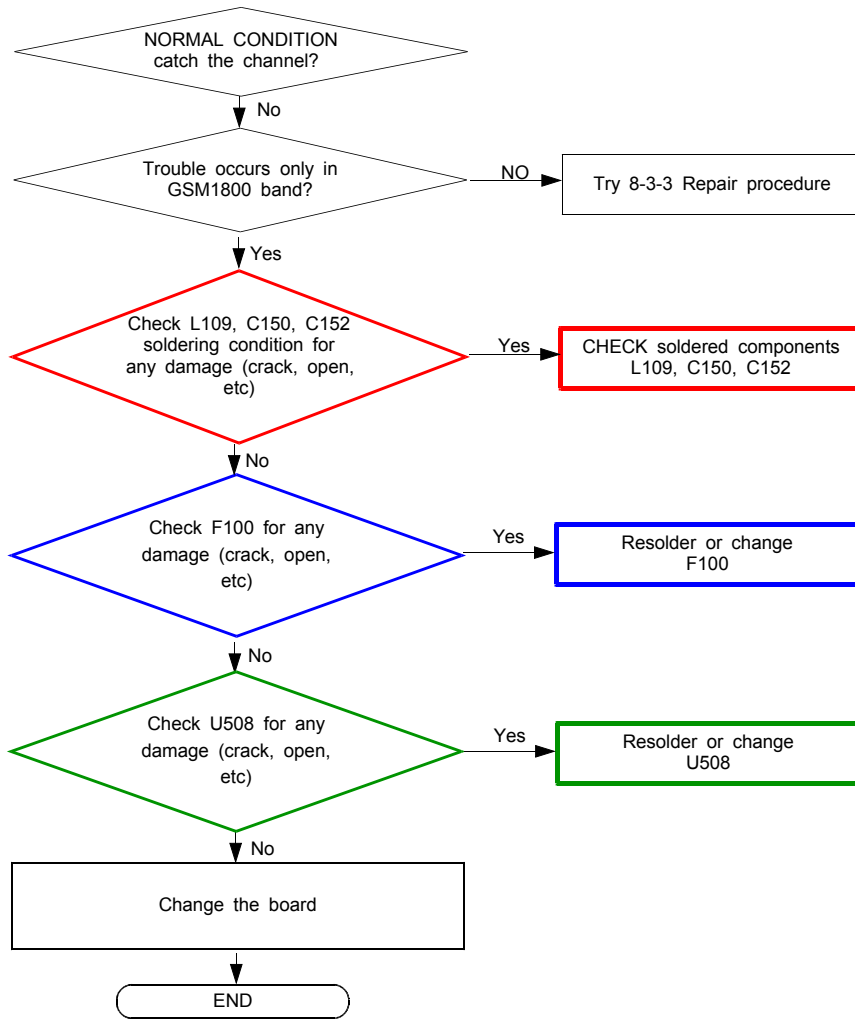 NORMAL CONDITION
catch the channel?
No
Trouble occurs only in
GSM1800 band?
NO
Try 8-3-3 Repair procedure
Yes
Check L109, C150, C152
soldering condition for
any damage (crack, open,
etc)
Yes
CHECK soldered components
L109, C150, C152
No
Check F100 for any
damage (crack, open,
etc)
Yes
Resolder or change
F100
No
Check U508 for any
damage (crack, open,
etc)
Yes
Resolder or change
U508
No
Change the board
END